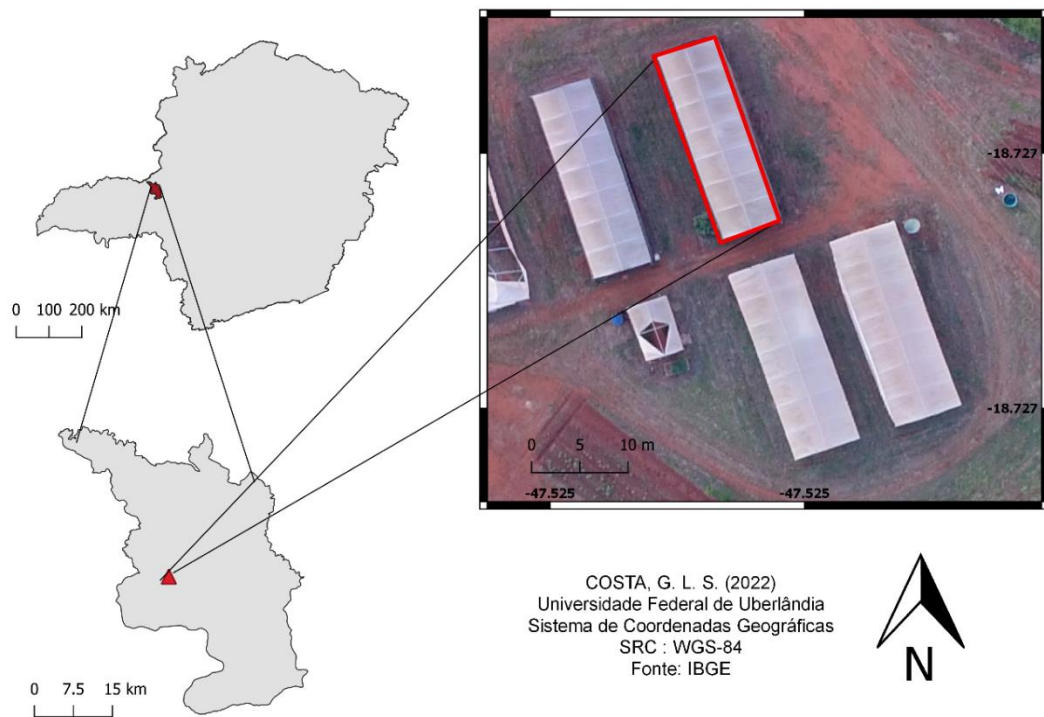 0 100 200 km
-18.727
-18.727
0 5 10 m
-47.525 -47.525
0 7.5 15 km
COSTA, G. L. S. (2022)
Universidade Federal de Uberlândia
Sistema de Coordenadas Geográficas
SRC : WGS-84
Fonte: IBGE
N